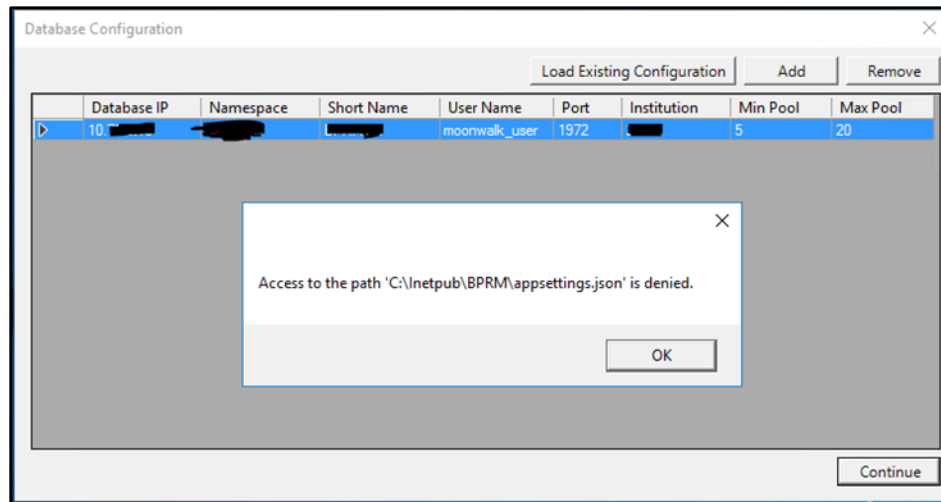 Database Configuration
Load Existing Configuration Add Remove
Database IP Namespace Short Name User Name Port Institution Min Pool Max Pool
10. moonwalk_user 1972 5 20
Access to the path 'C:\Inetpub\BPRM\appsettings.json' is denied.
OK
Continue